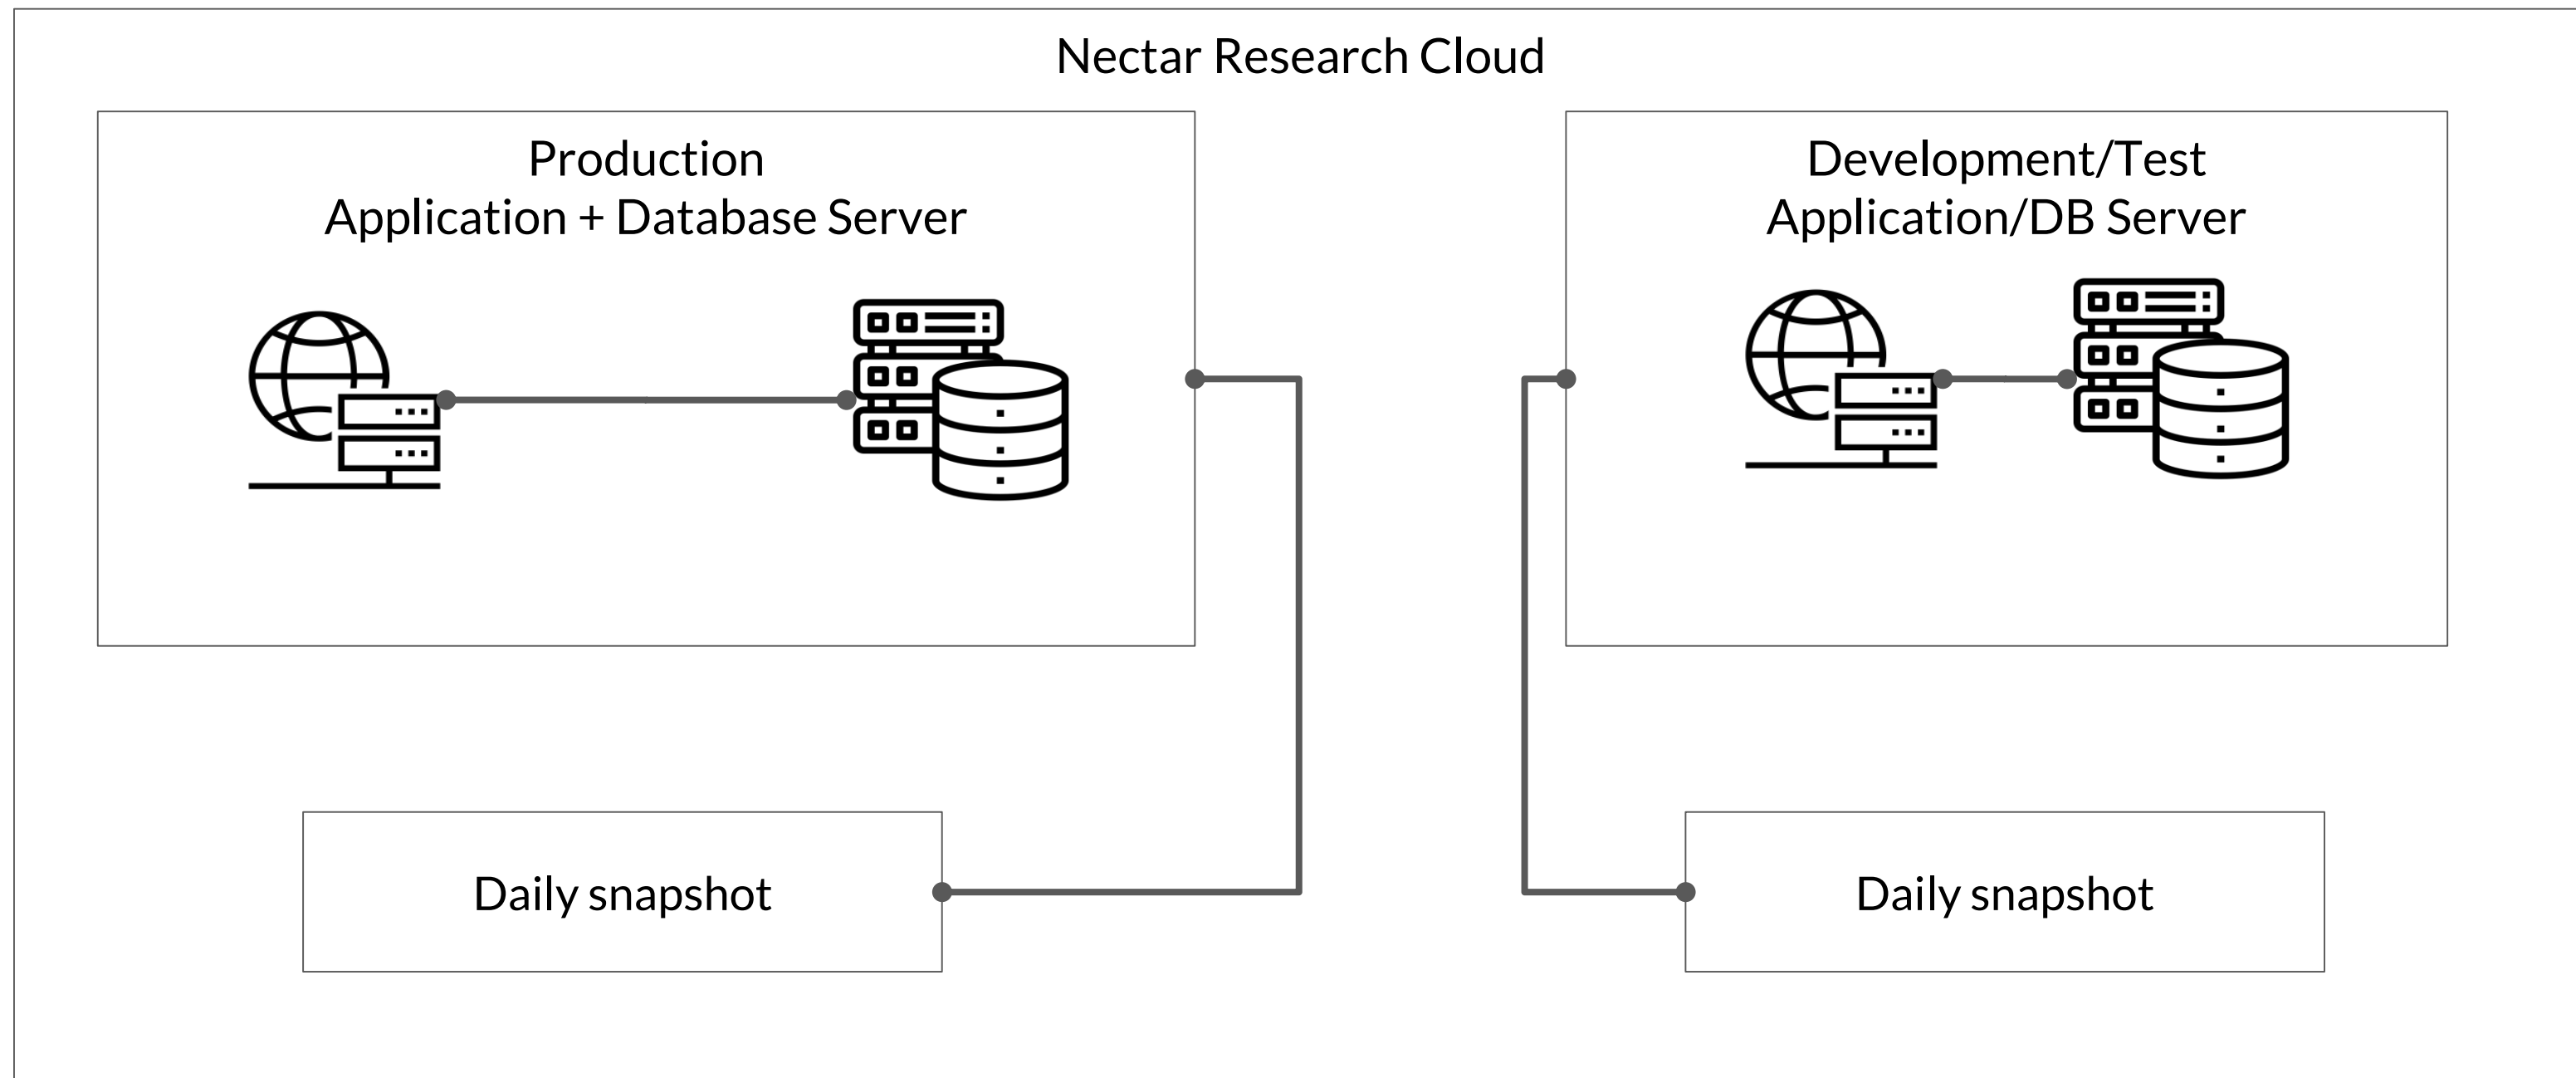 Nectar Research Cloud
Production
Application + Database Server
Development/Test
Application/DB Server
Daily snapshot
Daily snapshot